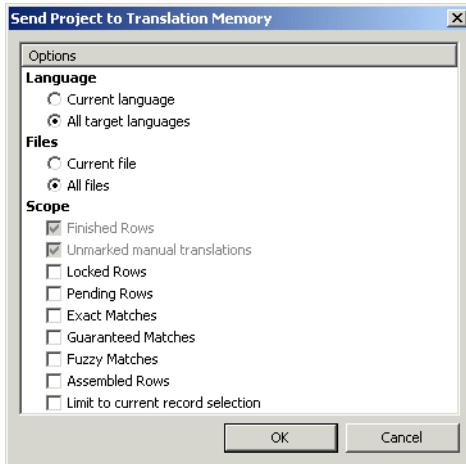 Send Project to Translation Memory
Options
Language
Current language
All target languages
Files
Current file
All files
Scope
Finished Rows
Unmarked manual translations
Locked Rows
Pending Rows
Exact Matches
Guaranteed Matches
Fuzzy Matches
Assembled Rows
Limit to current record selection
OK Cancel